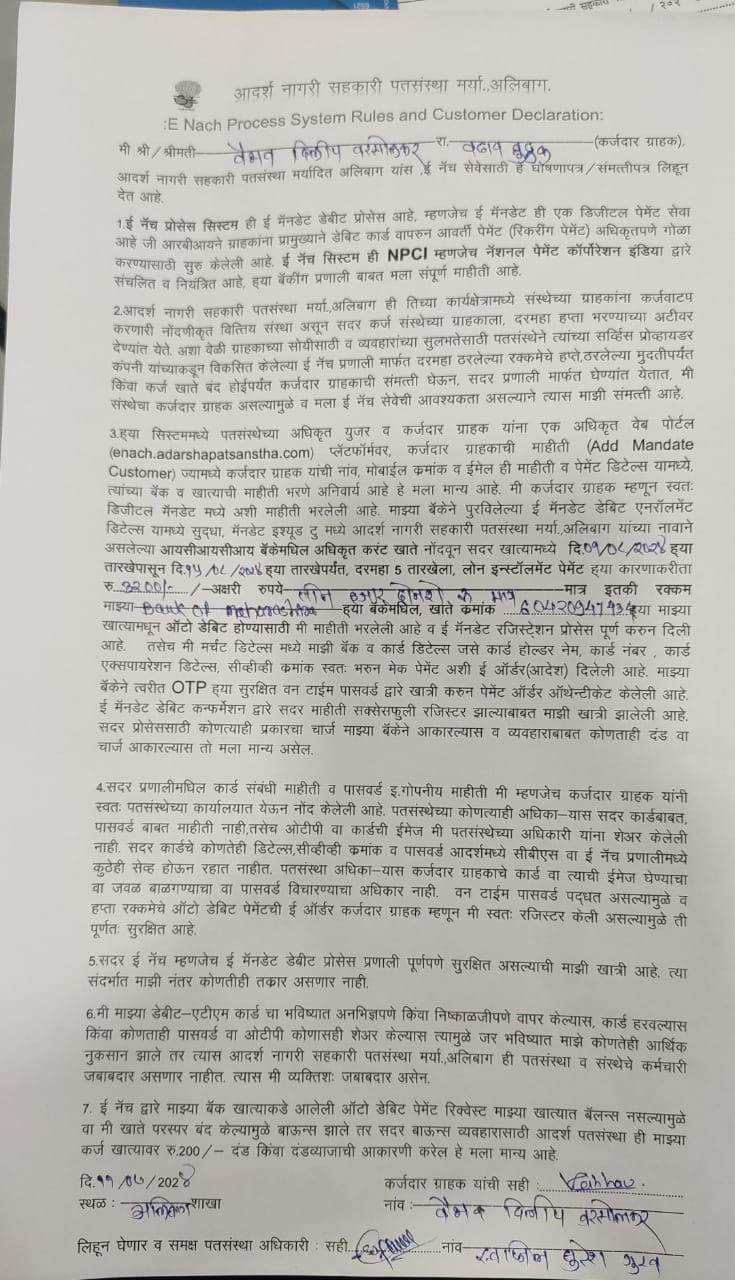 आदर्श नागरी सहकारी पतसंस्था मर्या.,अलिबाग.
:E Nach Process System Rules and Customer Declaration:
मी श्री/श्रीमती वैभव दिलीप वरसोलकर रा. वढाव बुद्रुक (कर्जदार ग्राहक),
आदर्श नागरी सहकारी पतसंस्था मर्यादित अलिबाग यांस ,ई नॅच सेवेसाठी हे घोषणापत्र/संमत्तीपत्र लिहून
देत आहे.
1.ई नॅच प्रोसेस सिस्टम ही ई मॅनडेट डेबीट प्रोसेस आहे, म्हणजेच ई मॅनडेट ही एक डिजीटल पेमेंट सेवा
आहे जी आरबीआयने ग्राहकांना प्रामुख्याने डेबिट कार्ड वापरुन आवर्ती पेमेंट (रिकरींग पेमेंट) अधिकृतपणे गोळा
करण्यासाठी सुरु केलेली आहे. ई नॅच सिस्टम ही NPCI म्हणजेच नॅशनल पेमेंट कॉर्पोरेशन इंडिया द्वारे
संचलित व नियंत्रित आहे, हया बॅकींग प्रणाली बाबत मला संपूर्ण माहीती आहे.
2.आदर्श नागरी सहकारी पतसंस्था मर्या.,अलिबाग ही तिच्या कार्यक्षेत्रामध्ये संस्थेच्या ग्राहकांना कर्जवाटप
करणारी नोंदणीकृत वित्तिय संस्था असून सदर कर्ज संस्थेच्या ग्राहकाला, दरमहा हप्ता भरण्याच्या अटीवर
देण्यांत येते. अशा वेळी ग्राहकाच्या सोयीसाठी व व्यवहारांच्या सुलभतेसाठी पतसंस्थेने त्यांच्या सर्व्हिस प्रोव्हायडर
कंपनी यांच्याकडून विकसित केलेल्या ई नॅच प्रणाली मार्फत दरमहा ठरलेल्या रक्कमेचे हप्ते,ठरलेल्या मुदतीपर्यंत
किंवा कर्ज खाते बंद होईपर्यंत कर्जदार ग्राहकाची संमत्ती घेऊन, सदर प्रणाली मार्फत घेण्यांत येतात, मी
संस्थेचा कर्जदार ग्राहक असल्यामुळे व मला ई नॅच सेवेची आवश्यकता असल्याने त्यास माझी संमत्ती आहे.
3.हया सिस्टममध्ये पतसंस्थेच्या अधिकृत युजर व कर्जदार ग्राहक यांना एक अधिकृत वेब पोर्टल
(enach.adarshapatsanstha.com) प्लॅटफॉर्मवर, कर्जदार ग्राहकाची माहीती (Add Mandate
Customer) ज्यामध्ये कर्जदार ग्राहक यांची नांव, मोबाईल क्रमांक व ईमेल ही माहीती व पेमेंट डिटेल्स यामध्ये,
त्यांच्या बॅक व खात्याची माहीती भरणे अनिवार्य आहे हे मला मान्य आहे. मी कर्जदार ग्राहक म्हणून स्वतः
डिजीटल मॅनडेट मध्ये अशी माहीती भरलेली आहे. माझ्या बॅकेने पुरविलेल्या ई मॅनडेट डेबिट एनरॉलमेंट
डिटेल्स यामध्ये सुद्धा, मॅनडेट इश्यूड टु मध्ये आदर्श नागरी सहकारी पतसंस्था मर्या.,अलिबाग यांच्या नावाने
असलेल्या आयसीआयसीआय बॅकेमधिल अधिकृत करंट खाते नोंदवून सदर खात्यामध्ये दि. हया
तारखेपासून दि. हया तारखेपर्यंत, दरमहा 5 तारखेला, लोन इन्स्टॉलमेंट पेमेंट हया कारणाकरीता
रु. 3200/- /-अक्षरी रुपये तीन हजार दोनशे रु मात्र मात्र इतकी रक्कम
माझ्या Bank of maharashtra हया बॅकेमधिल, खाते क्रमांक हया माझ्या
खात्यामधून ऑटो डेबिट होण्यासाठी मी माहीती भरलेली आहे व ई मॅनडेट रजिस्ट्रेशन प्रोसेस पूर्ण करुन दिली
आहे. तसेच मी मर्चंट डिटेल्स मध्ये माझी बॅक व कार्ड डिटेल्स जसे कार्ड होल्डर नेम, कार्ड नंबर , कार्ड
एक्सपायरेशन डिटेल्स, सीव्हीव्ही क्रमांक स्वतः भरुन मेक पेमेंट अशी ई ऑर्डर(आदेश) दिलेली आहे. माझ्या
बॅकेने त्वरीत OTP हया सुरक्षित वन टाईम पासवर्ड द्वारे खात्री करुन पेमेंट ऑर्डर ऑथेन्टीकेट केलेली आहे.
ई मॅनडेट डेबिट कन्फर्मेशन द्वारे सदर माहीती सक्सेसफुली रजिस्टर झाल्याबाबत माझी खात्री झालेली आहे.
सदर प्रोसेससाठी कोणत्याही प्रकारचा चार्ज माझ्या बॅकेने आकारल्यास व व्यवहाराबाबत कोणताही दंड वा
चार्ज आकारल्यास तो मला मान्य असेल.
4.सदर प्रणालीमधिल कार्ड संबंधी माहीती व पासवर्ड इ.गोपनीय माहीती मी म्हणजेच कर्जदार ग्राहक यांनी
स्वतः पतसंस्थेच्या कार्यालयात येऊन नोंद केलेली आहे. पतसंस्थेच्या कोणत्याही अधिका–यास सदर कार्डबाबत,
पासवर्ड बाबत माहीती नाही,तसेच ओटीपी वा कार्डची ईमेज मी पतसंस्थेच्या अधिकारी यांना शेअर केलेली
नाही. सदर कार्डचे कोणतेही डिटेल्स,सीव्हीव्ही क्रमांक व पासवर्ड आदर्शमध्ये सीबीएस वा ई नॅच प्रणालीमध्ये
कुठेही सेव्ह होऊन रहात नाहीत. पतसंस्था अधिका–यास कर्जदार ग्राहकाचे कार्ड वा त्याची ईमेज घेण्याचा
वा जवळ बाळगण्याचा वा पासवर्ड विचारण्याचा अधिकार नाही. वन टाईम पासवर्ड पद्धत असल्यामुळे व
हप्ता रक्कमेचे ऑटो डेबिट पेमेंटची ई ऑर्डर कर्जदार ग्राहक म्हणून मी स्वतः रजिस्टर केली असल्यामुळे ती
पूर्णतः सुरक्षित आहे.
5.सदर ई नॅच म्हणजेच ई मॅनडेट डेबीट प्रोसेस प्रणाली पूर्णपणे सुरक्षित असल्याची माझी खात्री आहे. त्या
संदर्भात माझी नंतर कोणतीही तक्रार असणार नाही.
6.मी माझ्या डेबीट–एटीएम कार्ड चा भविष्यात अनभिज्ञपणे किंवा निष्काळजीपणे वापर केल्यास, कार्ड हरवल्यास
किंवा कोणताही पासवर्ड वा ओटीपी कोणासही शेअर केल्यास त्यामुळे जर भविष्यात माझे कोणतेही आर्थिक
नुकसान झाले तर त्यास आदर्श नागरी सहकारी पतसंस्था मर्या.,अलिबाग ही पतसंस्था व संस्थेचे कर्मचारी
जबाबदार असणार नाहीत. त्यास मी व्यक्तिशः जबाबदार असेन.
7. ई नॅच द्वारे माझ्या बॅक खात्याकडे आलेली ऑटो डेबिट पेमेंट रिक्वेस्ट माझ्या खात्यात बॅलन्स नसल्यामुळे
वा मी खाते परस्पर बंद केल्यामुळे बाऊन्स झाले तर सदर बाऊन्स व्यवहारासाठी आदर्श पतसंस्था ही माझ्या
कर्ज खात्यावर रु.200/– दंड किंवा दंडव्याजाची आकारणी करेल हे मला मान्य आहे.
दि. कर्जदार ग्राहक यांची सही : Vaibhav.
स्थळ : शाखा नांव: वैभव दिलीप वरसोलकर
लिहून घेणार व समक्ष पतसंस्था अधिकारी : सही नांव